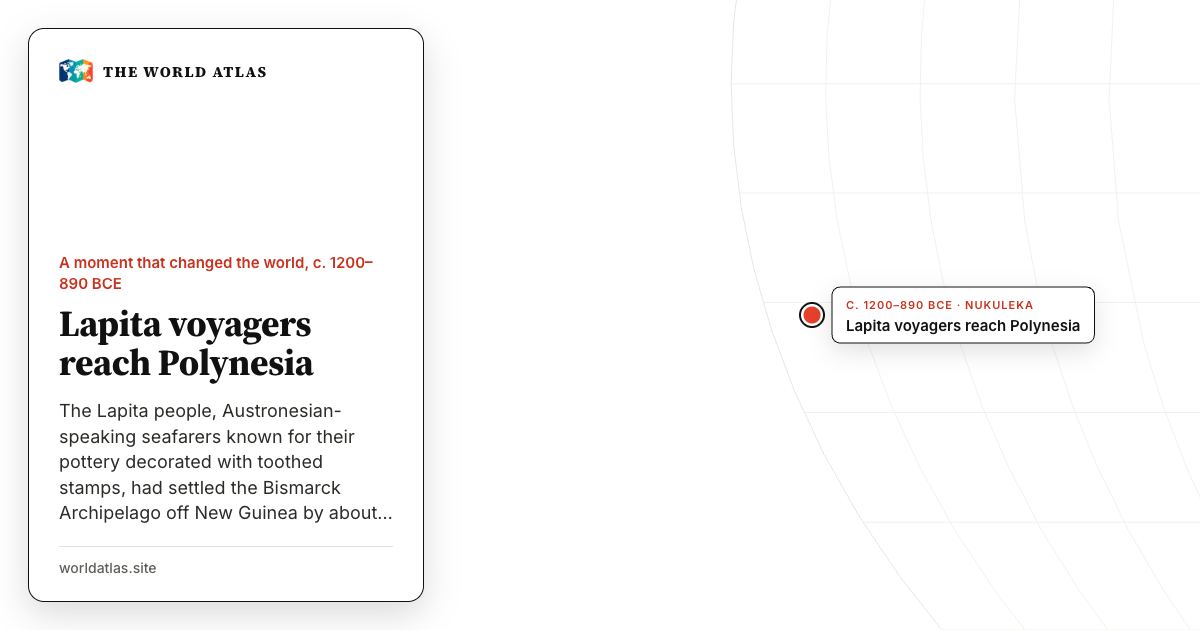 THE WORLD ATLAS
A moment that changed the world, c. 1200–
890 BCE
Lapita voyagers
reach Polynesia
The Lapita people, Austronesian-
speaking seafarers known for their
pottery decorated with toothed
stamps, had settled the Bismarck
Archipelago off New Guinea by about…
worldatlas.site
C. 1200–890 BCE · NUKULEKA
Lapita voyagers reach Polynesia